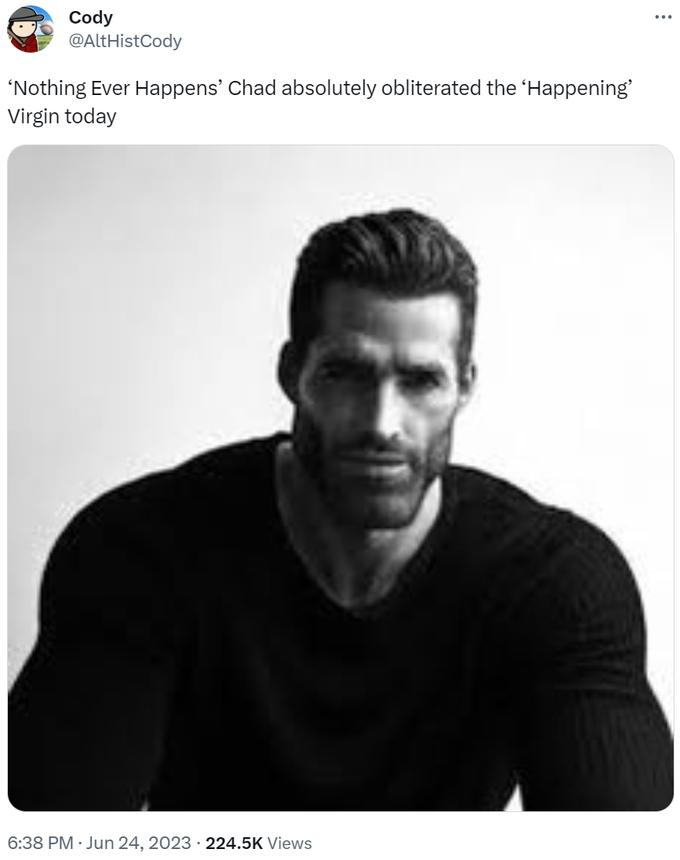 Cody
@AltHistCody
‘Nothing Ever Happens’ Chad absolutely obliterated the ‘Happening’
Virgin today
6:38 PM · Jun 24, 2023 · 224.5K Views